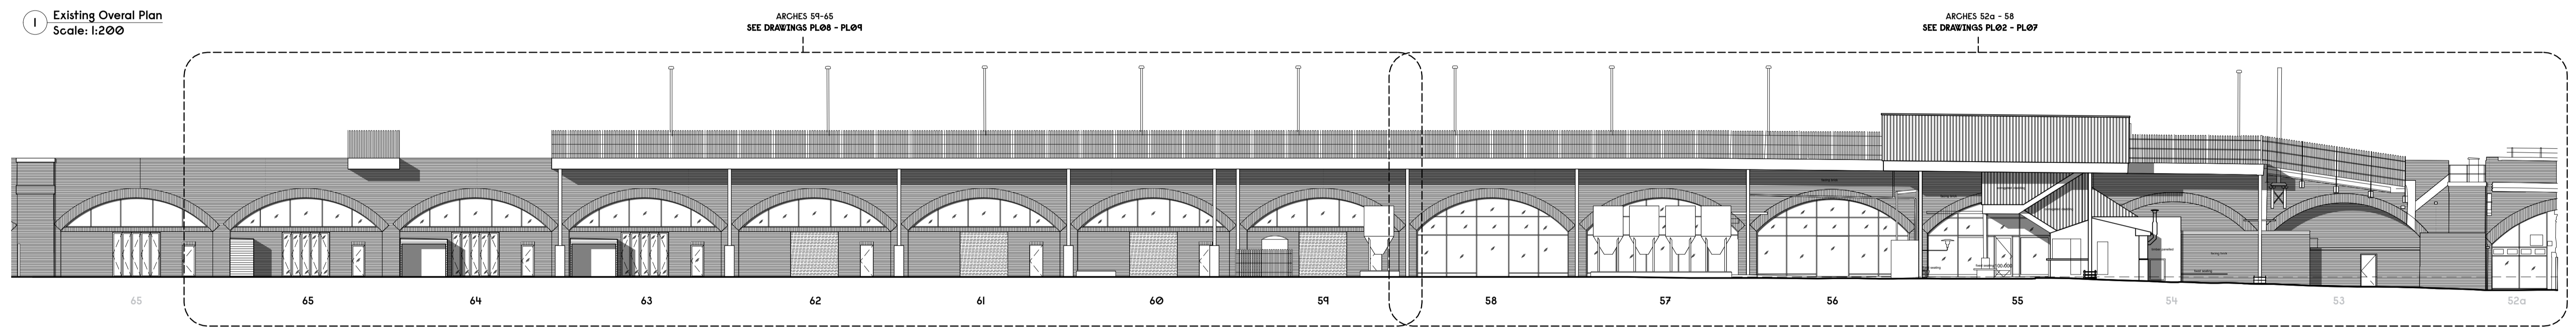 1
Existing Overal Plan
Scale: 1:200
ARCHES 59-65
SEE DRAWINGS PL08 - PL09
ARCHES 52a - 58
SEE DRAWINGS PL02 - PL07
65
65
64
63
62
61
60
59
58
57
56
55
54
53
52a